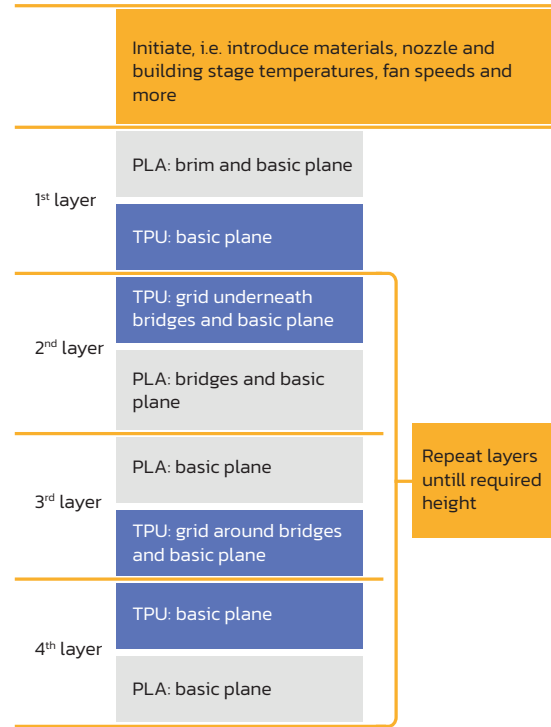 Initiate, i.e. introduce materials, nozzle and
building stage temperatures, fan speeds and
more
PLA: brim and basic plane
1st layer
TPU: basic plane
TPU: grid underneath
bridges and basic plane
2nd layer
PLA: bridges and basic
plane
PLA: basic plane
3rd layer
TPU: grid around bridges
and basic plane
Repeat layers
untill required
height
TPU: basic plane
4th layer
PLA: basic plane